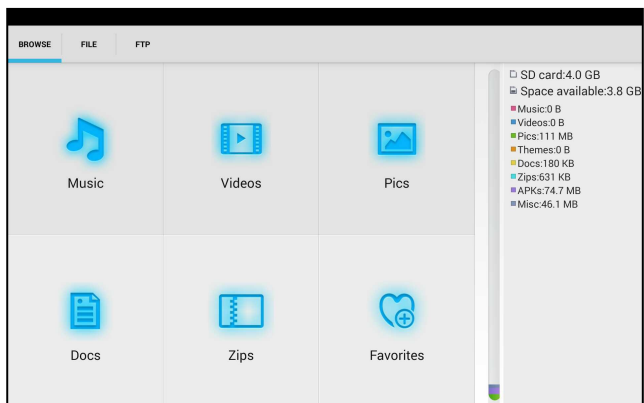 BROWSE FILE FTP
Music Videos Pics
Docs Zips Favorites
SD card:4.0 GB
Space available:3.8 GB
Music:0 B
Videos:0 B
Pics:111 MB
Themes:0 B
Docs:180 KB
Zips:631 KB
APKs:74.7 MB
Misc:46.1 MB